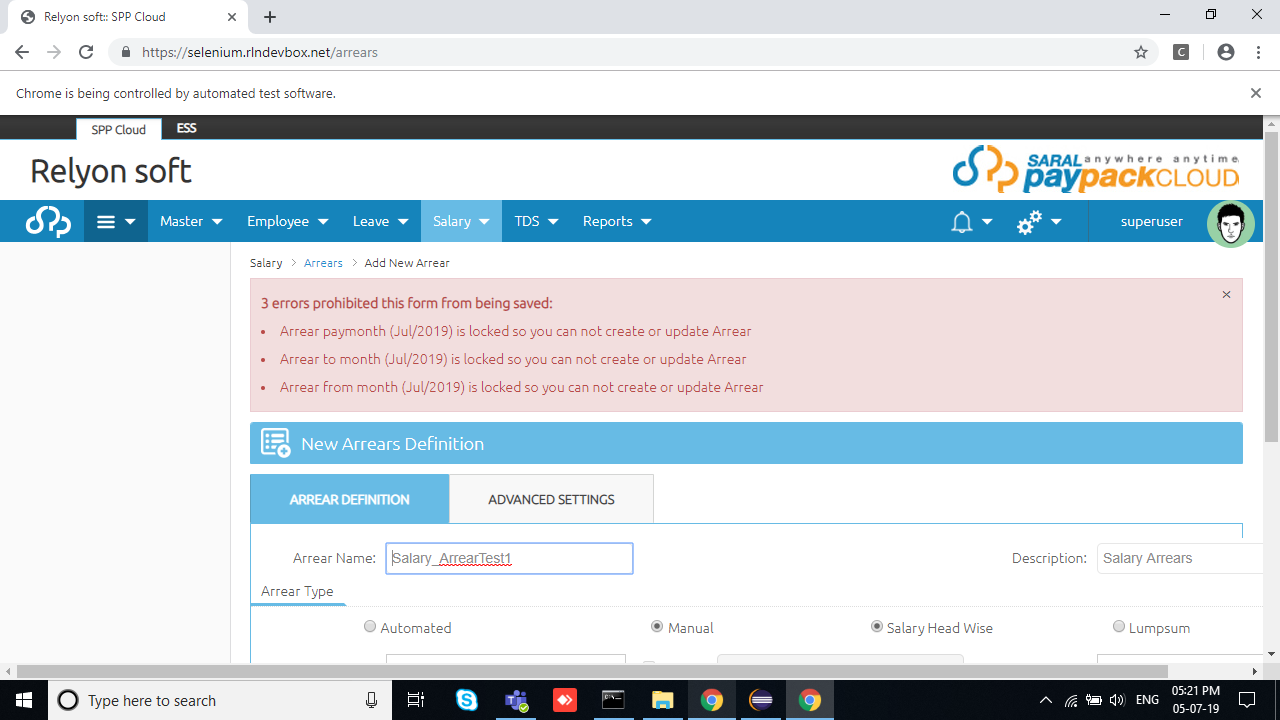 Relyon soft:: SPP Cloud
https://selenium.rlndevbox.net/arrears
C
Chrome is being controlled by automated test software.
SPP Cloud ESS
Relyon soft
SARAL anywhere anytime
paypackCLOUD
Master Employee Leave Salary TDS Reports superuser
Salary Arrears Add New Arrear
3 errors prohibited this form from being saved:
Arrear paymonth (Jul/2019) is locked so you can not create or update Arrear
Arrear to month (Jul/2019) is locked so you can not create or update Arrear
Arrear from month (Jul/2019) is locked so you can not create or update Arrear
New Arrears Definition
ARREAR DEFINITION ADVANCED SETTINGS
Arrear Name: Salary_ArrearTest1 Description: Salary Arrears
Arrear Type
Automated Manual Salary Head Wise Lumpsum
Type here to search
ENG
05:21 PM
05-07-19